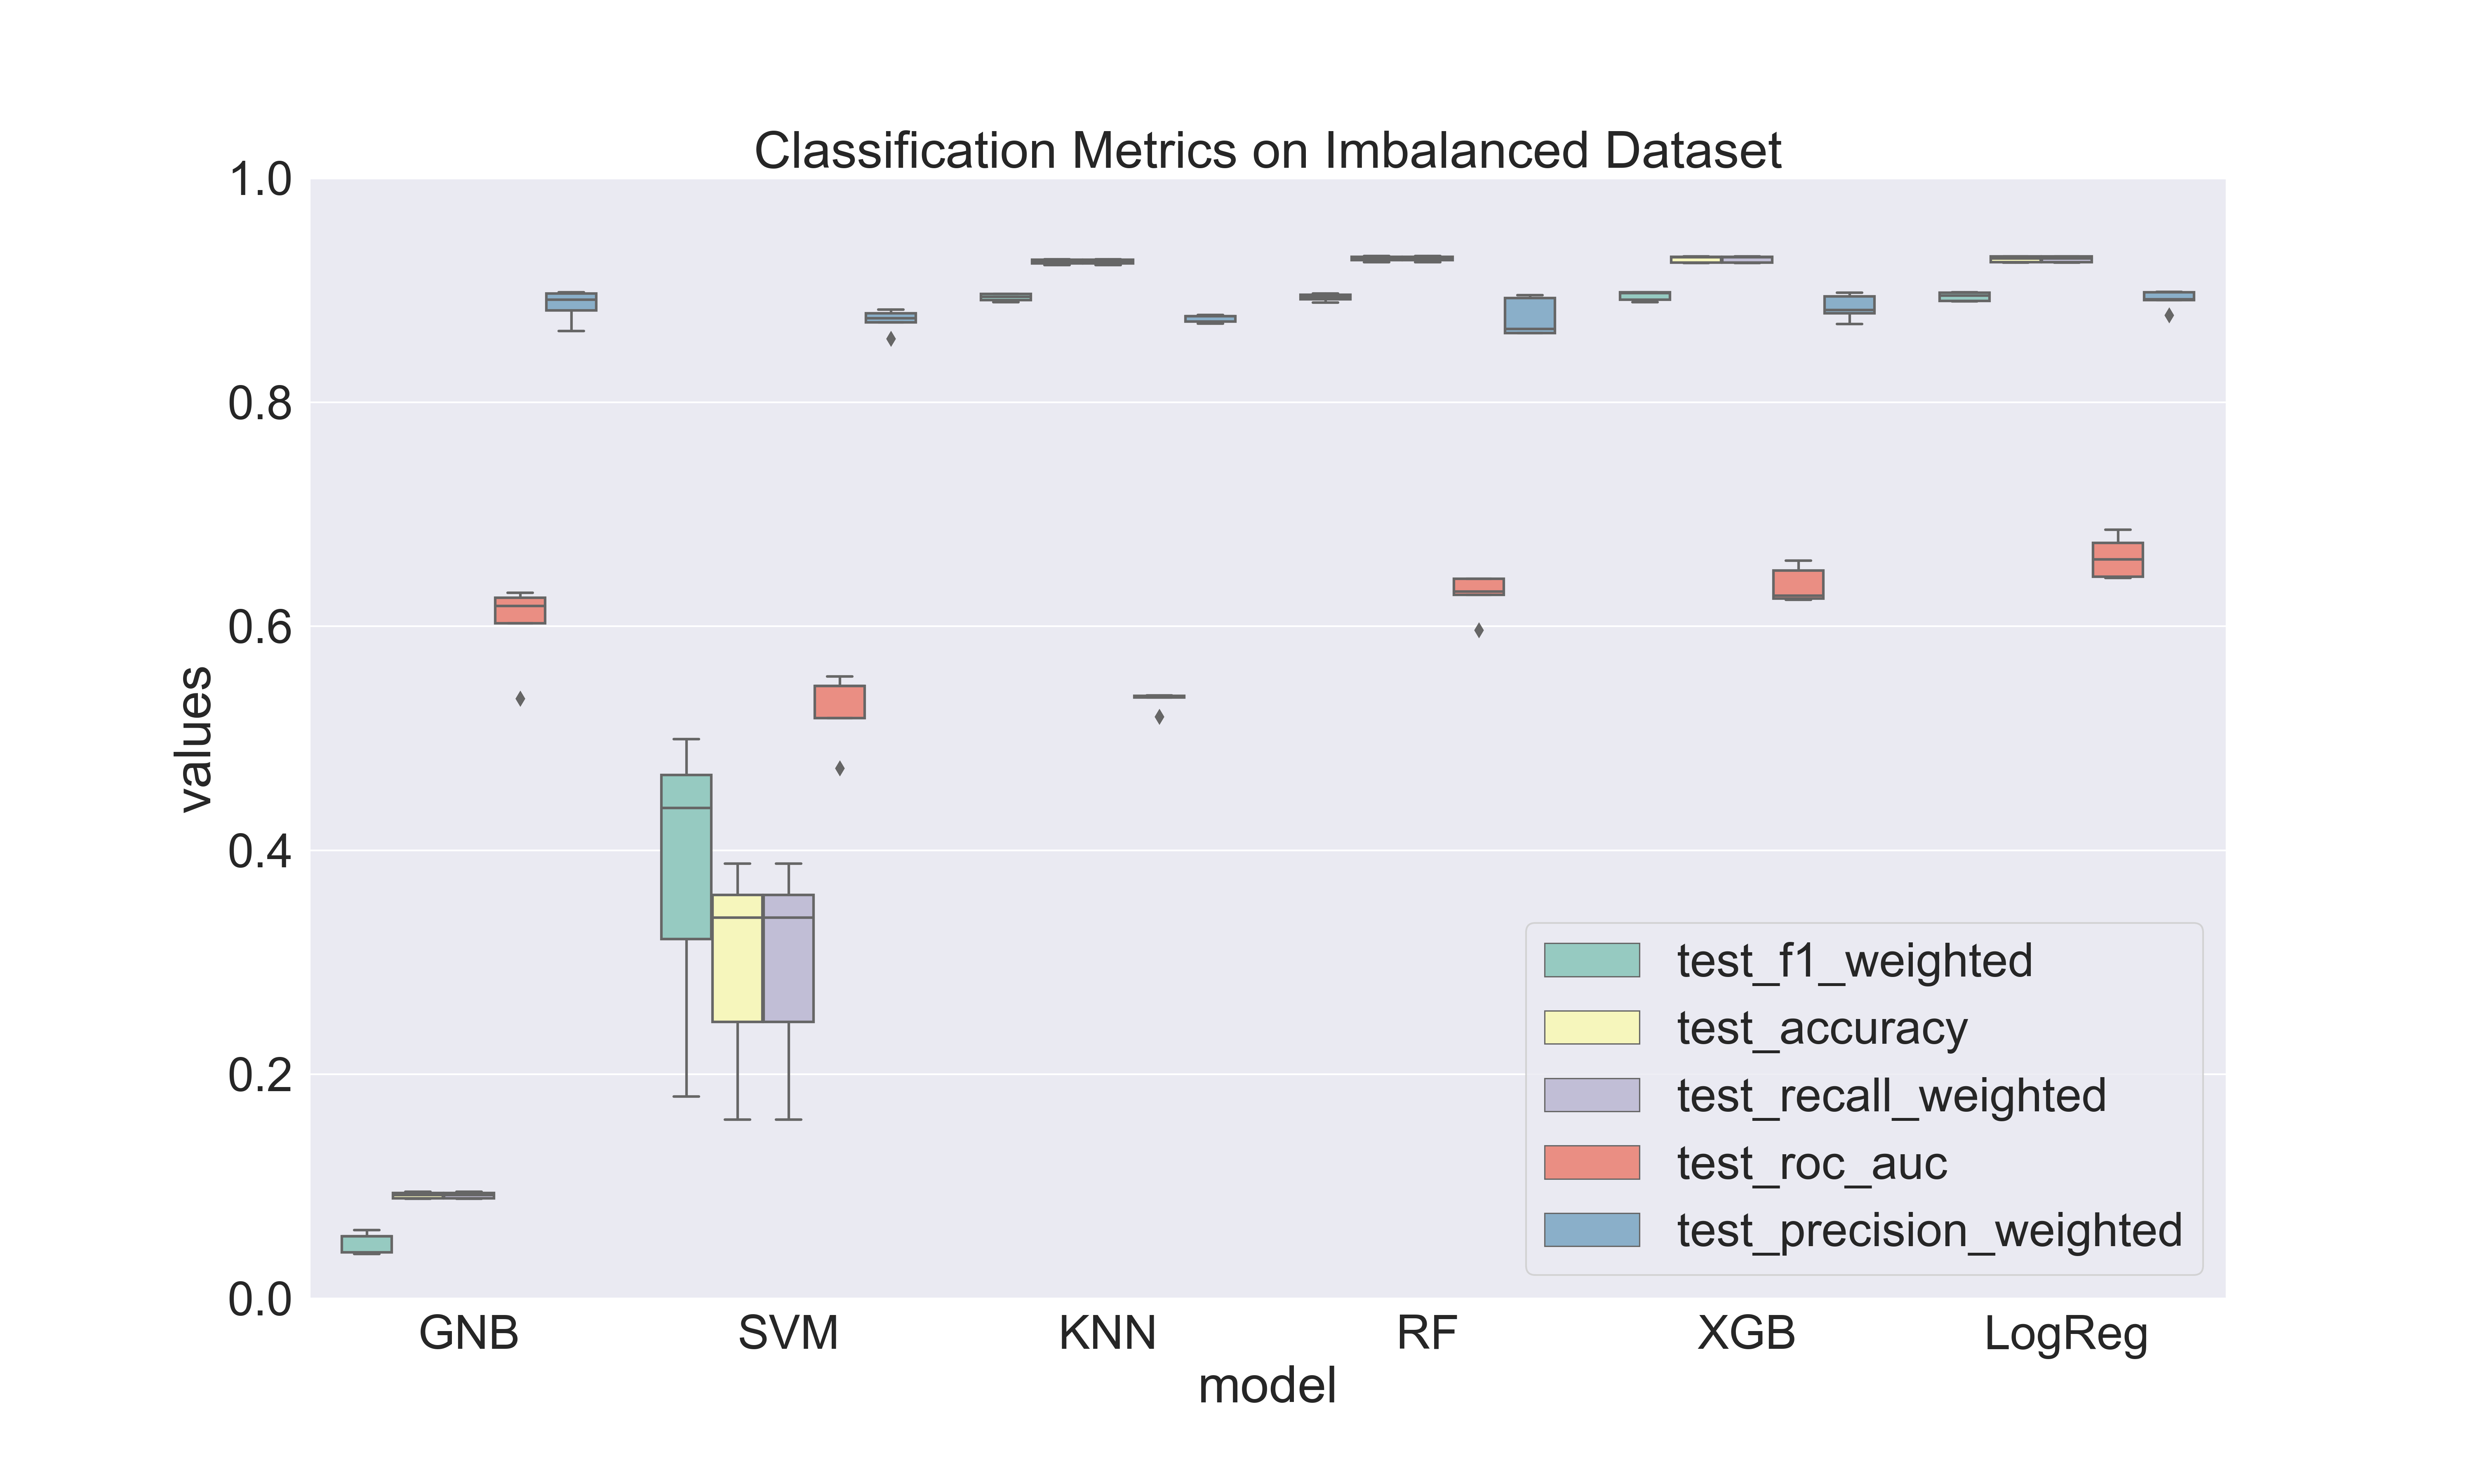 Classification Metrics on Imbalanced Dataset
1.0
0.8
0.6
0.4
0.2
0.0
values
test_f1_weighted
test_accuracy
test_recall_weighted
test_roc_auc
test_precision_weighted
GNB SVM KNN RF XGB LogReg
model